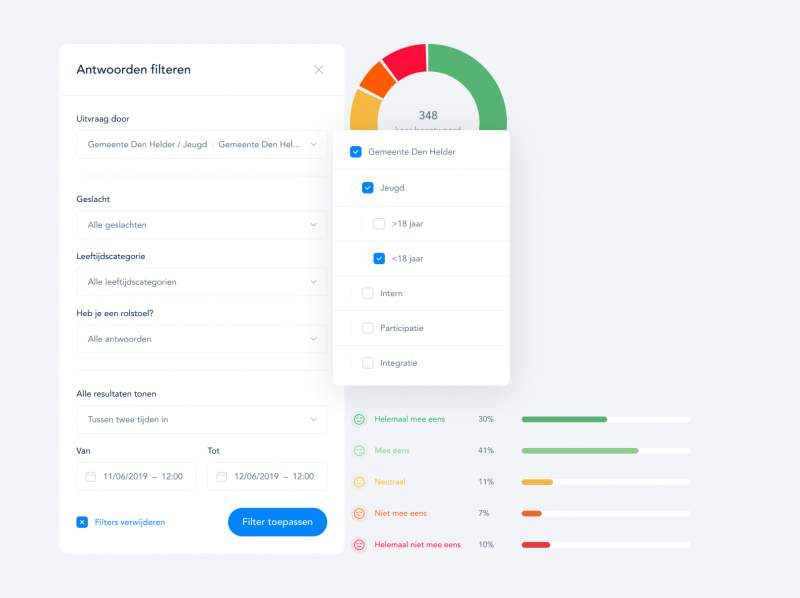 Antwoorden filteren
Uitvraag door
Gemeente Den Helder / Jeugd | Gemeente Den Hel...
Geslacht
Alle geslachten
Leeftijdscategorie
Alle leeftijdscategorien
Heb je een rolstoel?
Alle antwoorden
Alle resultaten tonen
Tussen twee tijden in
Van
Tot
11/06/2019 – 12:00
12/06/2019 – 12:00
Filters verwijderen
Filter toepassen
348
Gemeente Den Helder
Jeugd
>18 jaar
<18 jaar
Intern
Participatie
Integratie
Helemaal mee eens 30%
Mee eens 41%
Neutraal 11%
Niet mee eens 7%
Helemaal niet mee eens 10%